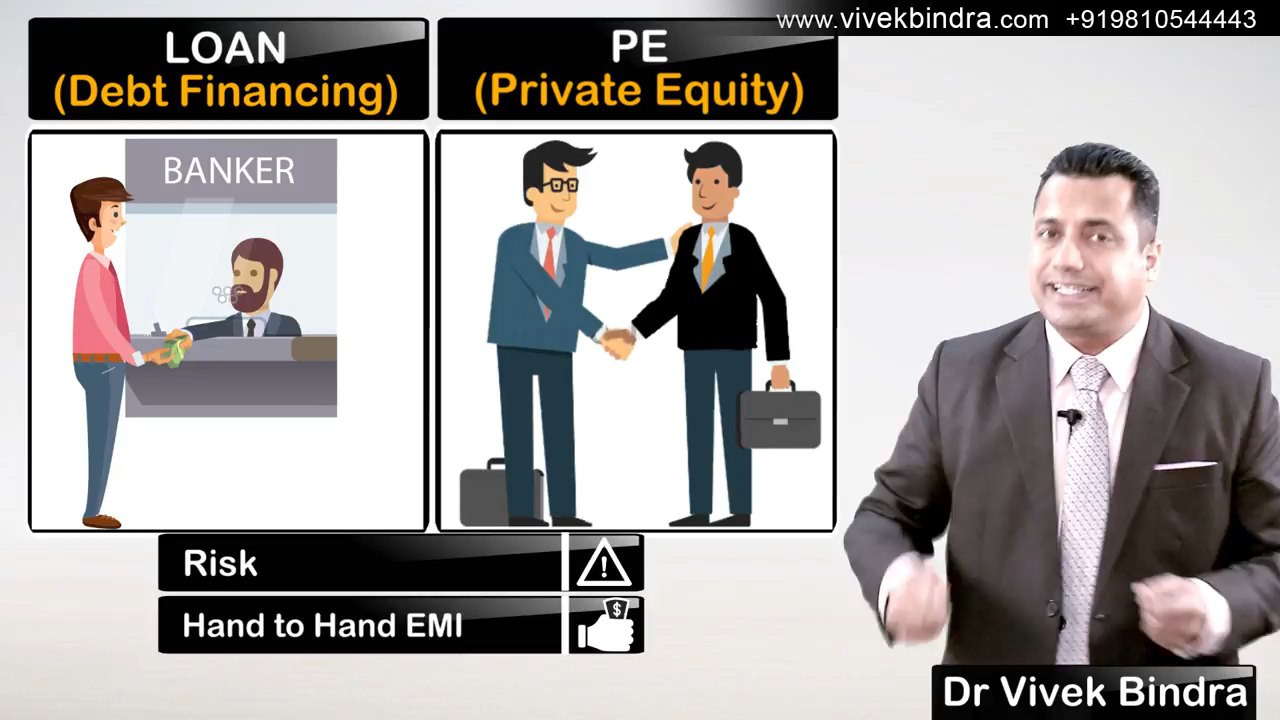 www.vivekbindra.com +919810544443
LOAN
(Debt Financing)
PE
(Private Equity)
BANKER
Risk
Hand to Hand EMI
Dr Vivek Bindra